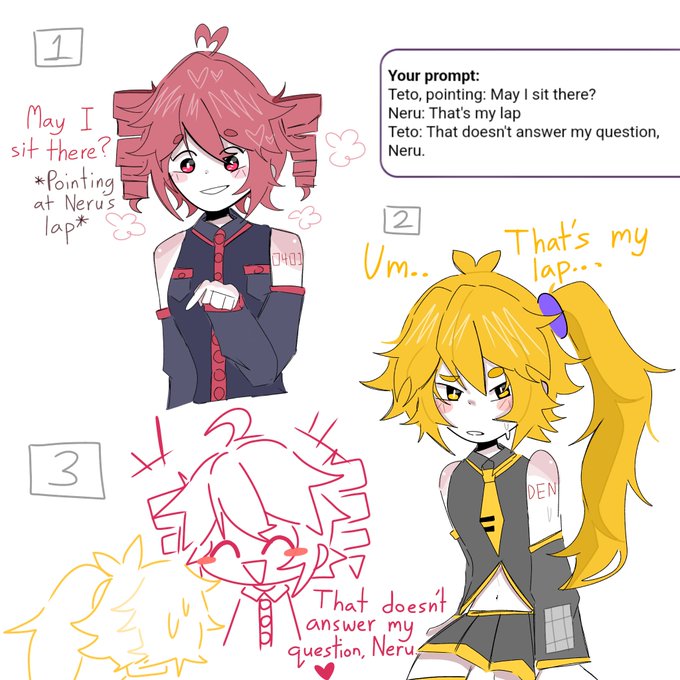 1
May I
sit there?
*Pointing
at Neru's
lap*
0401
Your prompt:
Teto, pointing: May I sit there?
Neru: That's my lap
Teto: That doesn't answer my question,
Neru.
2
Um..
That's my
lap...
DEN
3
That doesn't
answer my
question, Neru